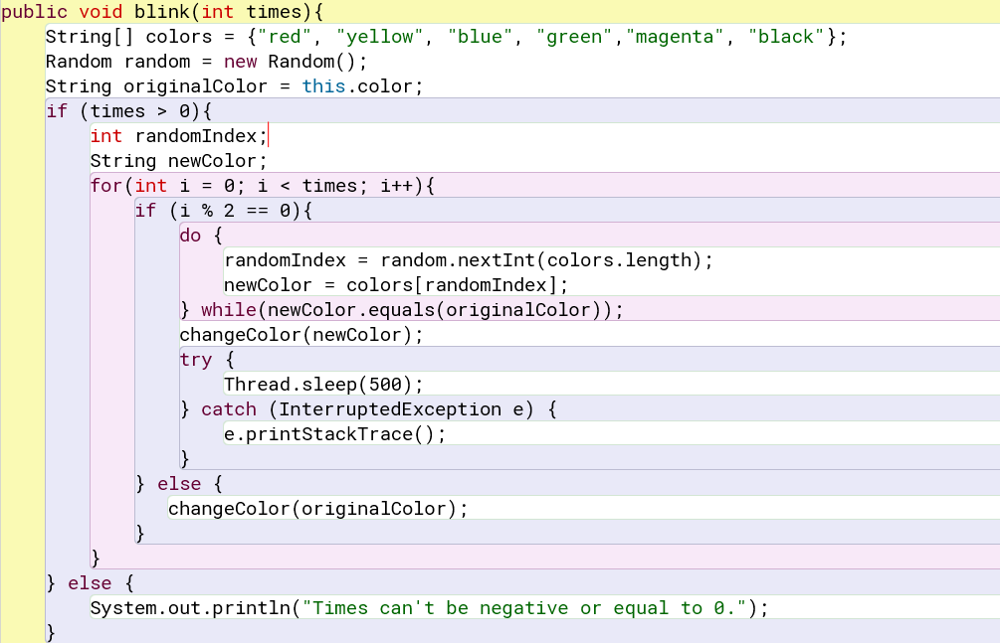 public void blink(int times){
String[] colors = {"red", "yellow", "blue", "green","magenta", "black"};
Random random = new Random();
String originalColor = this.color;
if (times > 0){
int randomIndex;
String newColor;
for(int i = 0; i < times; i++){
if (i % 2 == 0){
do {
randomIndex = random.nextInt(colors.length);
newColor = colors[randomIndex];
} while(newColor.equals(originalColor));
changeColor(newColor);
try {
Thread.sleep(500);
} catch (InterruptedException e) {
e.printStackTrace();
}
} else {
changeColor(originalColor);
}
}
} else {
System.out.println("Times can't be negative or equal to 0.");
}